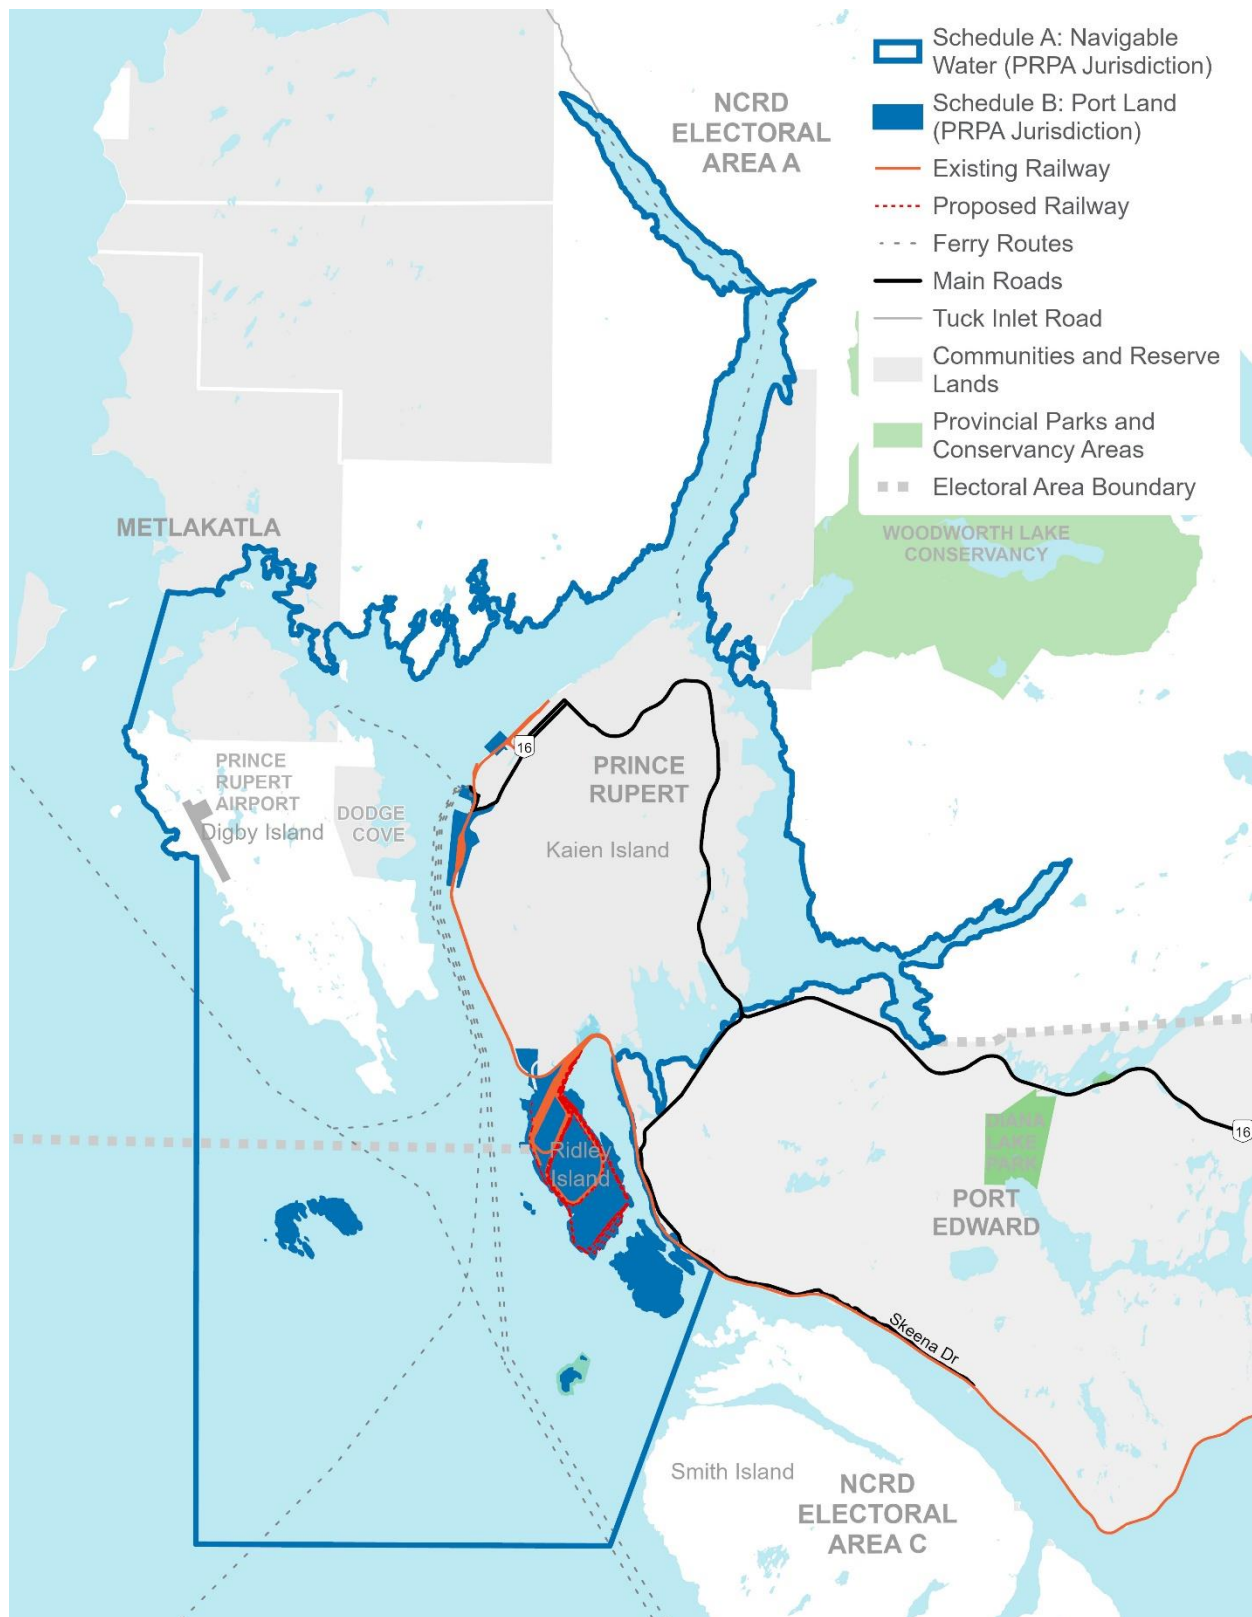 Schedule A: Navigable
Water (PRPA Jurisdiction)
Schedule B: Port Land
(PRPA Jurisdiction)
Existing Railway
Proposed Railway
Ferry Routes
Main Roads
Tuck Inlet Road
Communities and Reserve
Lands
Provincial Parks and
Conservancy Areas
Electoral Area Boundary
NCRD
ELECTORAL
AREA A
METLAKATLA
WOODWORTH LAKE
CONSERVANCY
16
PRINCE
RUPERT
AIRPORT
Digby Island
DODGE
COVE
PRINCE
RUPERT
Kaien Island
Ridley
Island
DIANA
LAKE
PARK
16
PORT
EDWARD
Skeena Dr
Smith Island
NCRD
ELECTORAL
AREA C